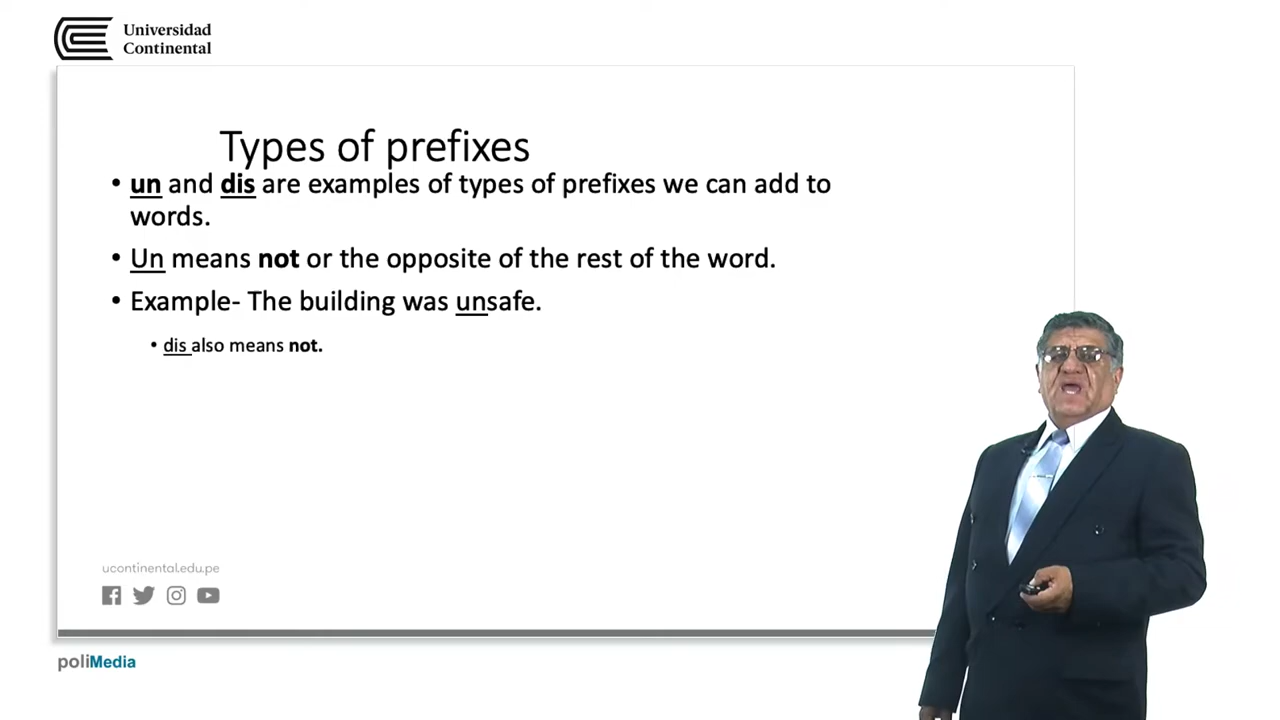 Universidad
Continental
Types of prefixes
• un and dis are examples of types of prefixes we can add to
words.
• Un means not or the opposite of the rest of the word.
• Example- The building was unsafe.
• dis also means not.
ucontinental.edu.pe
poliMedia